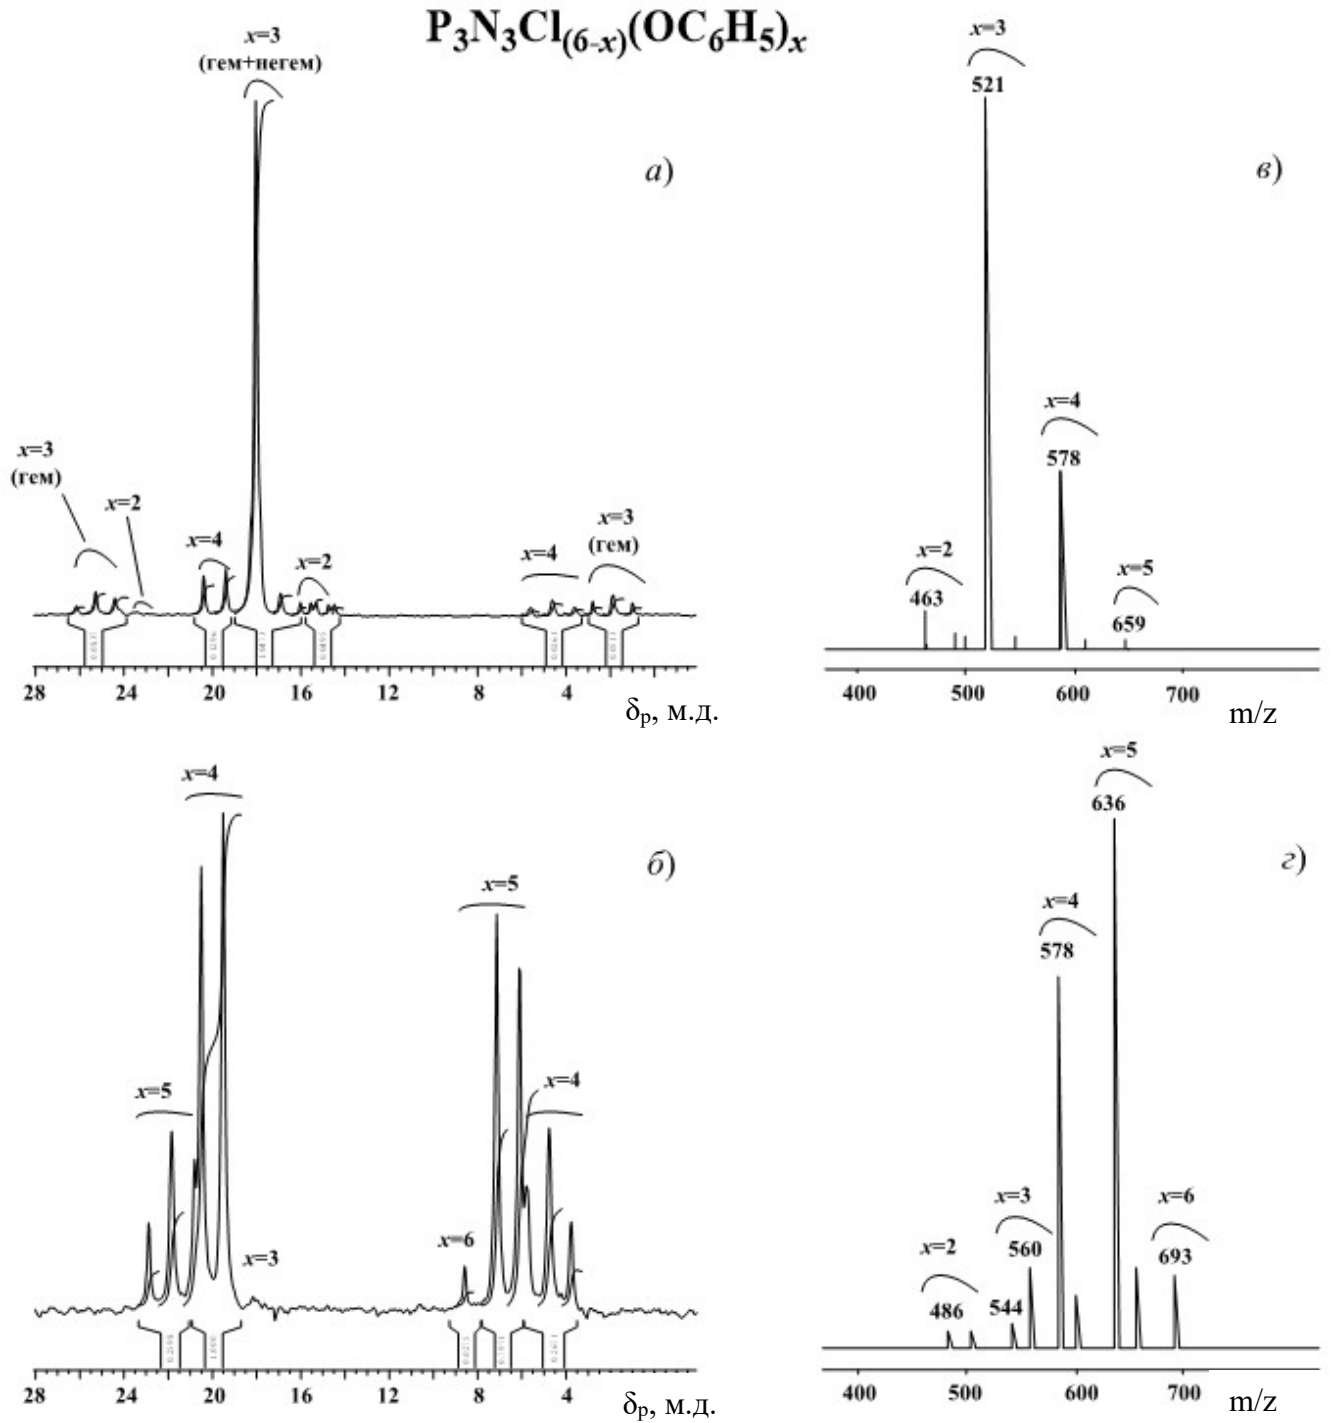 P₃N₃Cl₍₆₋ₓ₎(OC₆H₅)ₓ
x=3
(гем+негем)
а)
x=3
(гем)
x=2
x=4
x=2
x=4
x=3
(гем)
28 24 20 16 12 8 4
δₚ, м.д.
x=3
521
в)
x=4
578
x=2
463
x=5
659
400 500 600 700
m/z
x=4
б)
x=5
x=5
x=4
x=3
x=6
28 24 20 16 12 8 4
δₚ, м.д.
x=5
636
г)
x=4
578
x=3
560
x=6
693
x=2
486
544
400 500 600 700
m/z